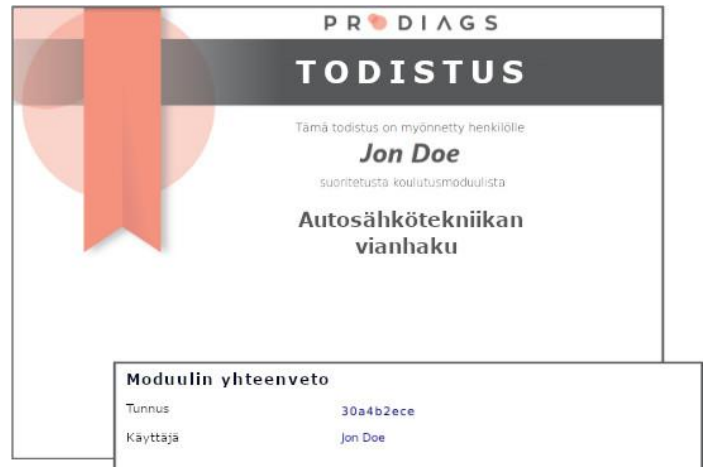 PRODIAGS
TODISTUS
Tämä todistus on myönnetty henkilölle
Jon Doe
suoritetusta koulutusmoduulista
Autosähkötekniikan
vianhaku
Moduulin yhteenveto
Tunnus 30a4b2ece
Käyttäjä Jon Doe